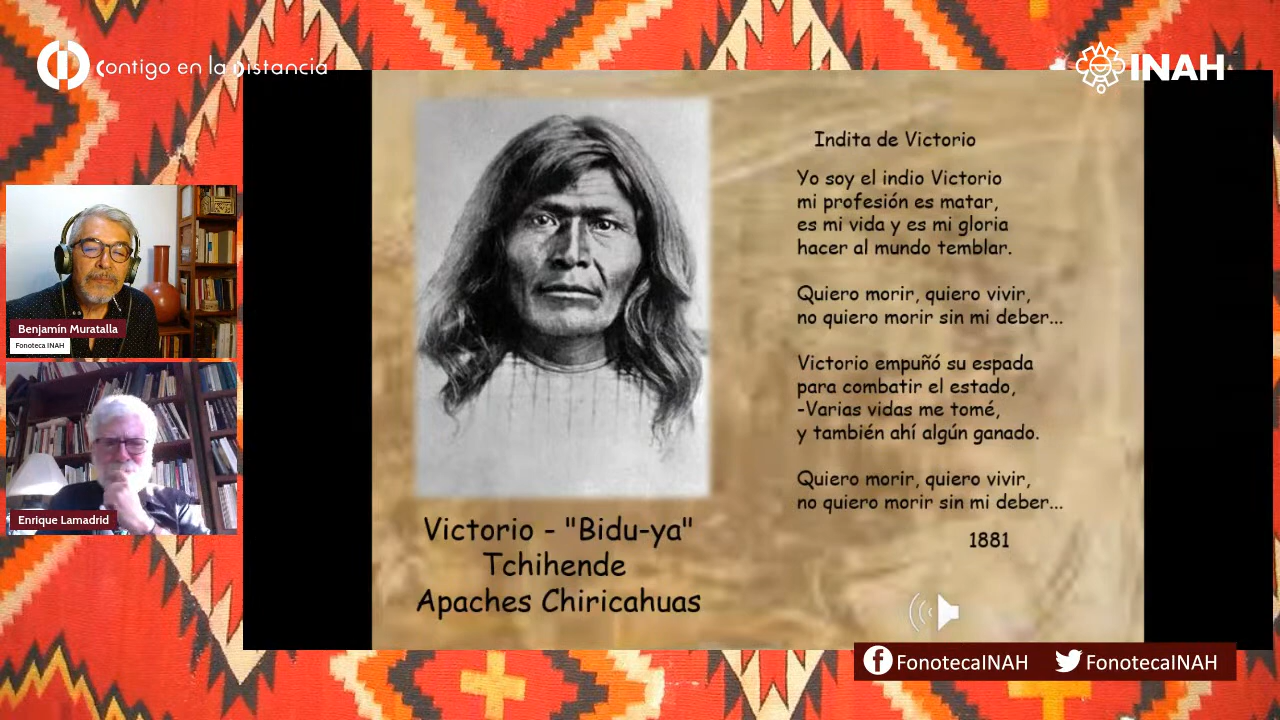 Contigo en la Distancia
INAH
Indita de Victorio
Yo soy el indio Victorio
mi profesión es matar,
es mi vida y es mi gloria
hacer al mundo temblar.
Quiero morir, quiero vivir,
no quiero morir sin mi deber...
Victorio empuñó su espada
para combatir el estado,
-Varias vidas me tomé,
y también ahí algún ganado.
Quiero morir, quiero vivir,
no quiero morir sin mi deber...
1881
Victorio - "Bidu-ya"
Tchihende
Apaches Chiricahuas
Benjamín Muratalla
Fonoteca INAH
Enrique Lamadrid
FonotecaINAH
FonotecaINAH